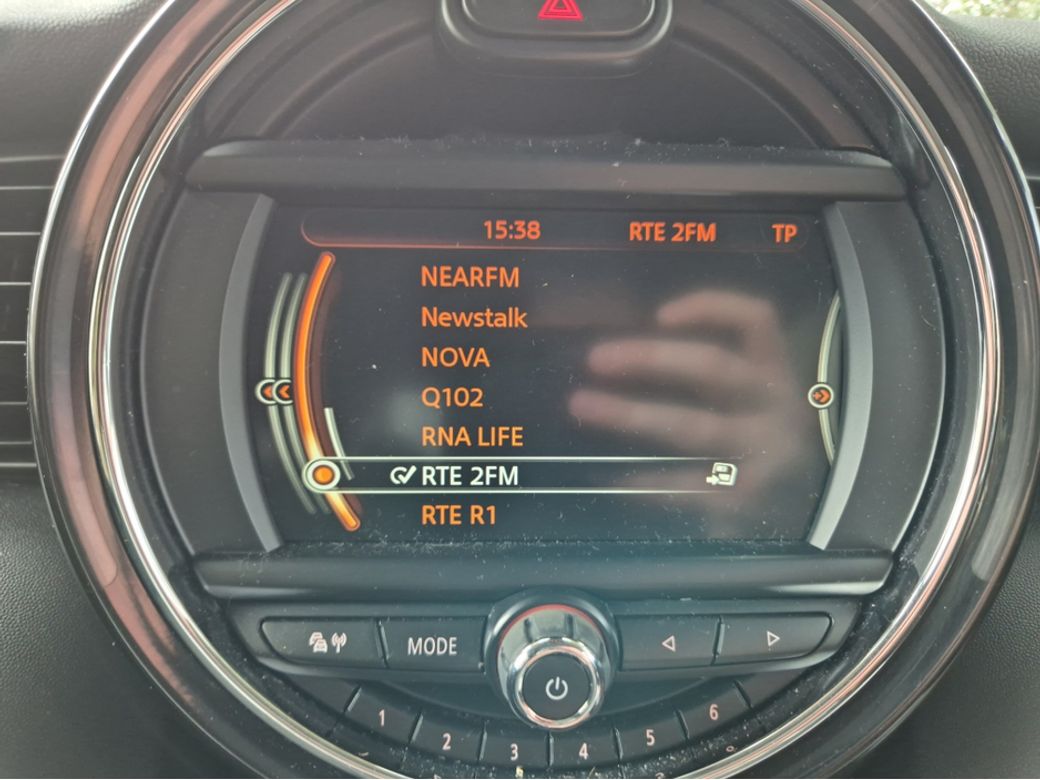 15:38 RTE 2FM TP
NEARFM
Newstalk
NOVA
Q102
RNA LIFE
RTE 2FM
RTE R1
MODE
1 2 3 4 5 6